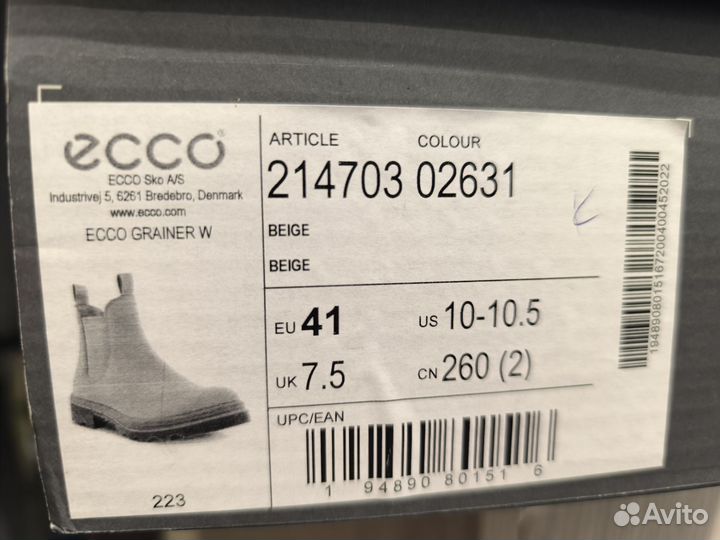 ecco®
ECCO Sko A/S
Industrivej 5, 6261 Bredebro, Denmark
www.ecco.com
ECCO GRAINER W
223
ARTICLE COLOUR
214703 02631
BEIGE
BEIGE
EU 41 US 10-10.5
UK 7.5 CN 260 (2)
UPC/EAN
1 94890 80151 6
19489080151672004004520​22
Avito